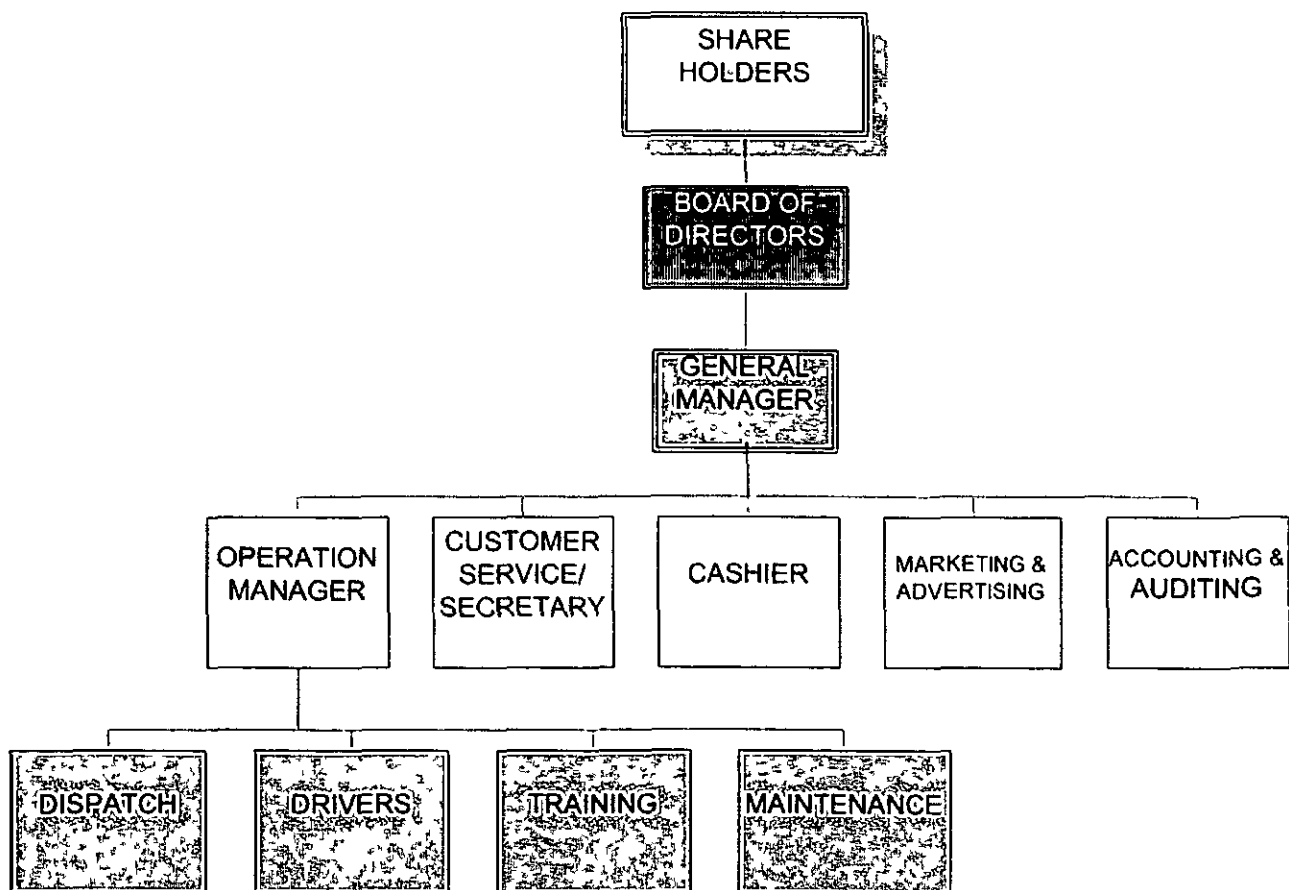 SHARE
HOLDERS
BOARD OF
DIRECTORS
GENERAL
MANAGER
OPERATION
MANAGER
CUSTOMER
SERVICE/
SECRETARY
CASHIER
MARKETING &
ADVERTISING
ACCOUNTING &
AUDITING
DISPATCH
DRIVERS
TRAINING
MAINTENANCE